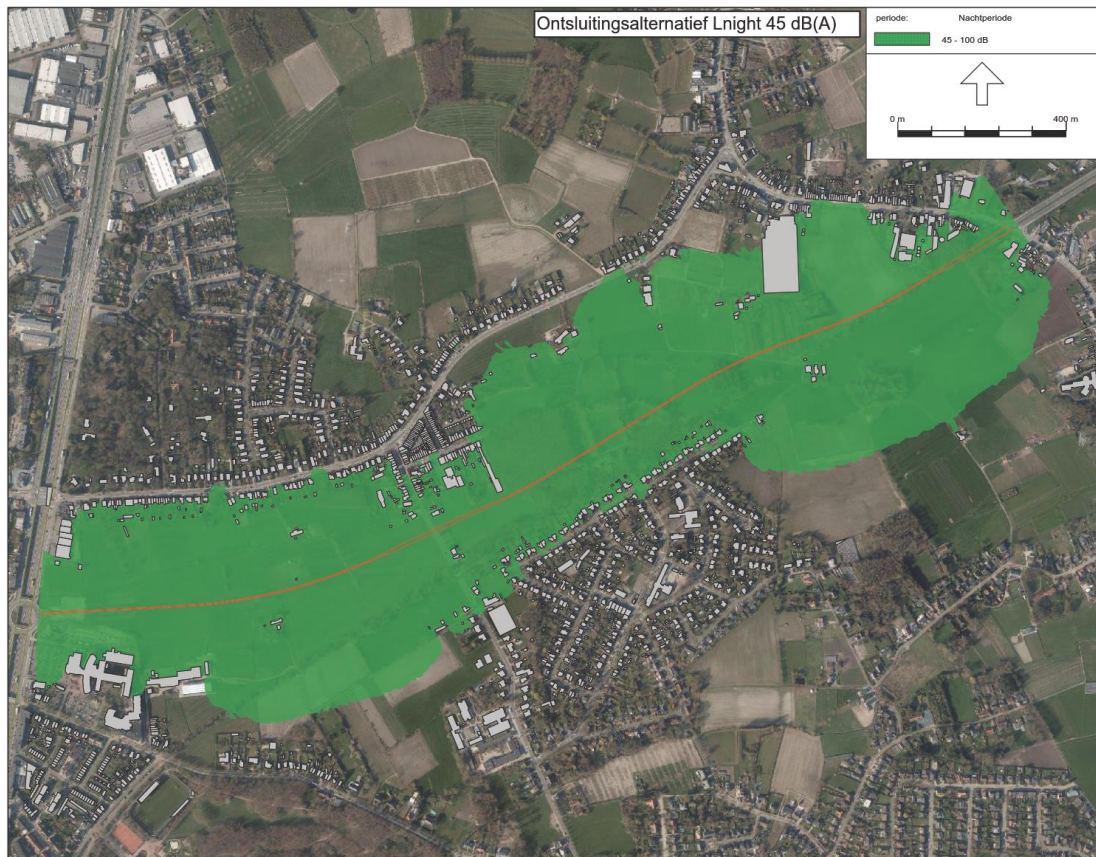 Ontsluitingsalternatief Lnight 45 dB(A)
periode: Nachtperiode
45 - 100 dB
0 m 400 m